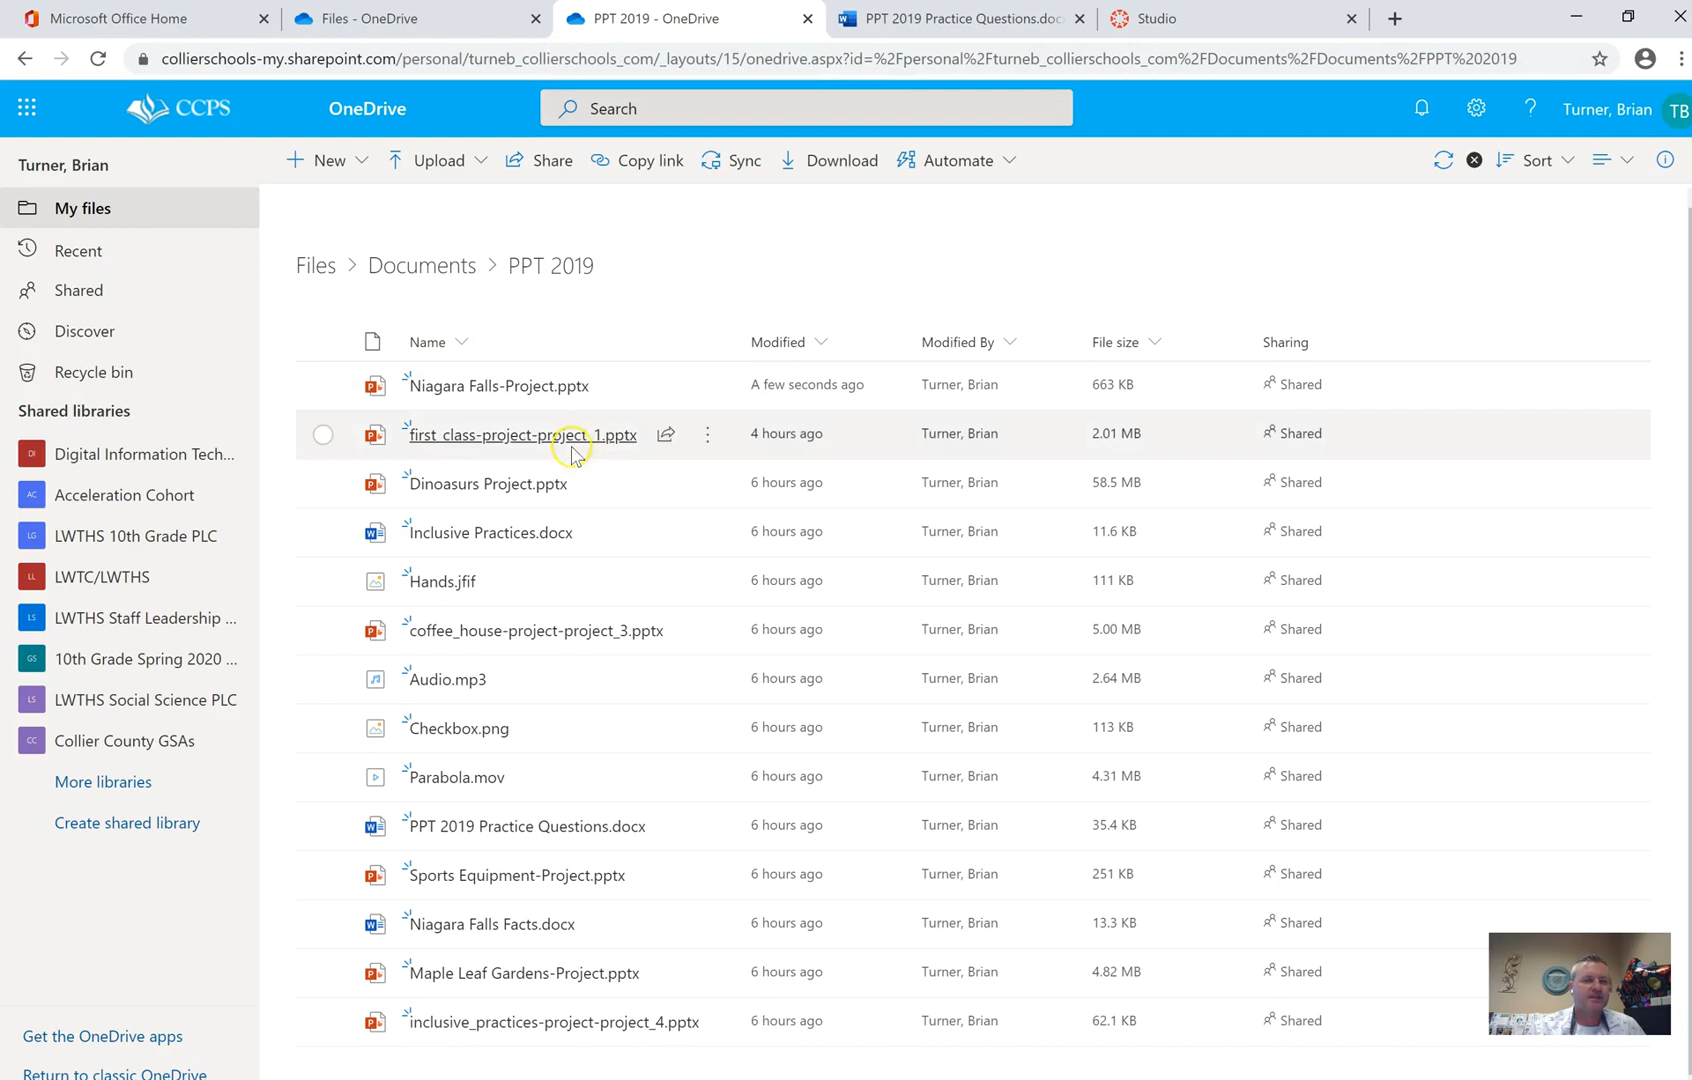 Microsoft Office Home
Files - OneDrive
PPT 2019 - OneDrive
PPT 2019 Practice Questions.docx
Studio
collierschools-my.sharepoint.com/personal/turneb_collierschools_com/_layouts/15/onedrive.aspx?id=%2Fpersonal%2Fturneb_collierschools_com%2FDocuments%2FDocuments%2FPPT%202019
CCPS
OneDrive
Search
Turner, Brian
TB
Turner, Brian
New
Upload
Share
Copy link
Sync
Download
Automate
Sort
My files
Recent
Shared
Discover
Recycle bin
Shared libraries
DI Digital Information Tech...
AC Acceleration Cohort
LG LWTHS 10th Grade PLC
LL LWTC/LWTHS
LS LWTHS Staff Leadership ...
GS 10th Grade Spring 2020 ...
LS LWTHS Social Science PLC
CC Collier County GSAs
More libraries
Create shared library
Get the OneDrive apps
Return to classic OneDrive
Files > Documents > PPT 2019
Name Modified Modified By File size Sharing
Niagara Falls-Project.pptx A few seconds ago Turner, Brian 663 KB Shared
first_class-project-project_1.pptx 4 hours ago Turner, Brian 2.01 MB Shared
Dinoasurs Project.pptx 6 hours ago Turner, Brian 58.5 MB Shared
Inclusive Practices.docx 6 hours ago Turner, Brian 11.6 KB Shared
Hands.jfif 6 hours ago Turner, Brian 111 KB Shared
coffee_house-project-project_3.pptx 6 hours ago Turner, Brian 5.00 MB Shared
Audio.mp3 6 hours ago Turner, Brian 2.64 MB Shared
Checkbox.png 6 hours ago Turner, Brian 113 KB Shared
Parabola.mov 6 hours ago Turner, Brian 4.31 MB Shared
PPT 2019 Practice Questions.docx 6 hours ago Turner, Brian 35.4 KB Shared
Sports Equipment-Project.pptx 6 hours ago Turner, Brian 251 KB Shared
Niagara Falls Facts.docx 6 hours ago Turner, Brian 13.3 KB Shared
Maple Leaf Gardens-Project.pptx 6 hours ago Turner, Brian 4.82 MB Shared
inclusive_practices-project-project_4.pptx 6 hours ago Turner, Brian 62.1 KB Shared